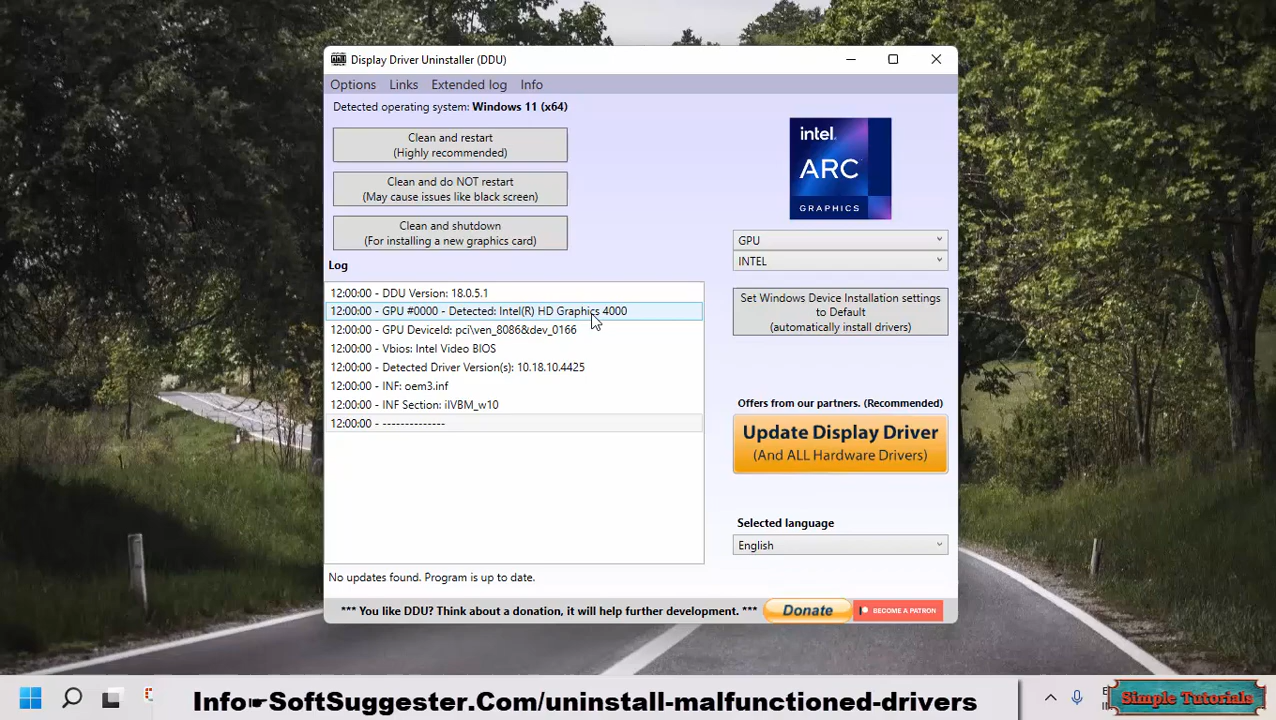 Display Driver Uninstaller (DDU)
Options Links Extended log Info
Detected operating system: Windows 11 (x64)
Clean and restart
(Highly recommended)
Clean and do NOT restart
(May cause issues like black screen)
Clean and shutdown
(For installing a new graphics card)
intel.
ARC
GRAPHICS
GPU
INTEL
Log
12:00:00 - DDU Version: 18.0.5.1
12:00:00 - GPU #0000 - Detected: Intel(R) HD Graphics 4000
12:00:00 - GPU DeviceId: pci\ven_8086&dev_0166
12:00:00 - Vbios: Intel Video BIOS
12:00:00 - Detected Driver Version(s): 10.18.10.4425
12:00:00 - INF: oem3.inf
12:00:00 - INF Section: iIVBM_w10
12:00:00 - --------------
Set Windows Device Installation settings
to Default
(automatically install drivers)
Offers from our partners. (Recommended)
Update Display Driver
(And ALL Hardware Drivers)
Selected language
English
No updates found. Program is up to date.
*** You like DDU? Think about a donation, it will help further development. ***
Donate
BECOME A PATRON
Info☛SoftSuggester.Com/uninstall-malfunctioned-drivers
Simple Tutorials